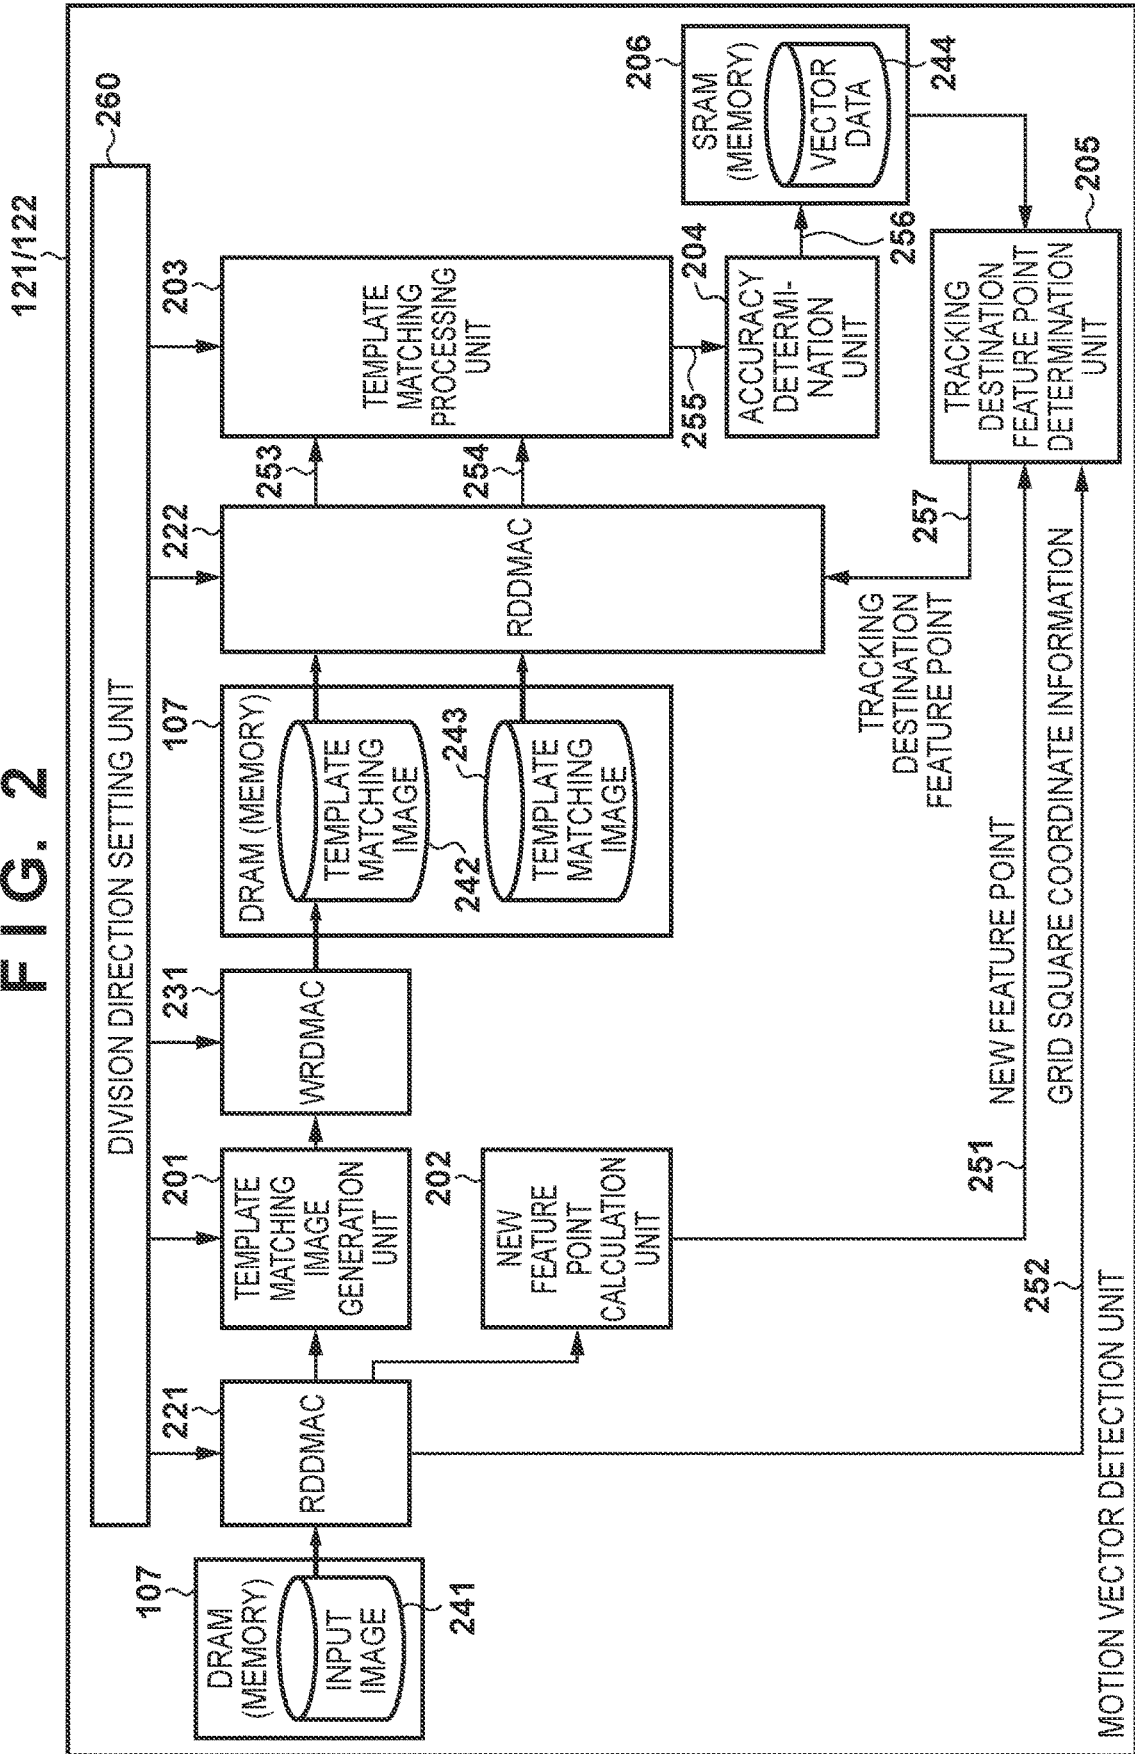 FIG. 2
121/122
260
DIVISION DIRECTION SETTING UNIT
107
DRAM
(MEMORY)
INPUT
IMAGE
241
221
RDDMAC
201
TEMPLATE
MATCHING
IMAGE
GENERATION
UNIT
202
NEW
FEATURE
POINT
CALCULATION
UNIT
231
WRDMAC
107
DRAM (MEMORY)
TEMPLATE
MATCHING
IMAGE
242
243
TEMPLATE
MATCHING
IMAGE
222
RDDMAC
253
254
203
TEMPLATE
MATCHING
PROCESSING
UNIT
255
204
ACCURACY
DETERMI-
NATION
UNIT
256
206
SRAM
(MEMORY)
VECTOR
DATA
244
205
TRACKING
DESTINATION
FEATURE POINT
DETERMINATION
UNIT
257
TRACKING
DESTINATION
FEATURE POINT
251
NEW FEATURE POINT
252
GRID SQUARE COORDINATE INFORMATION
MOTION VECTOR DETECTION UNIT